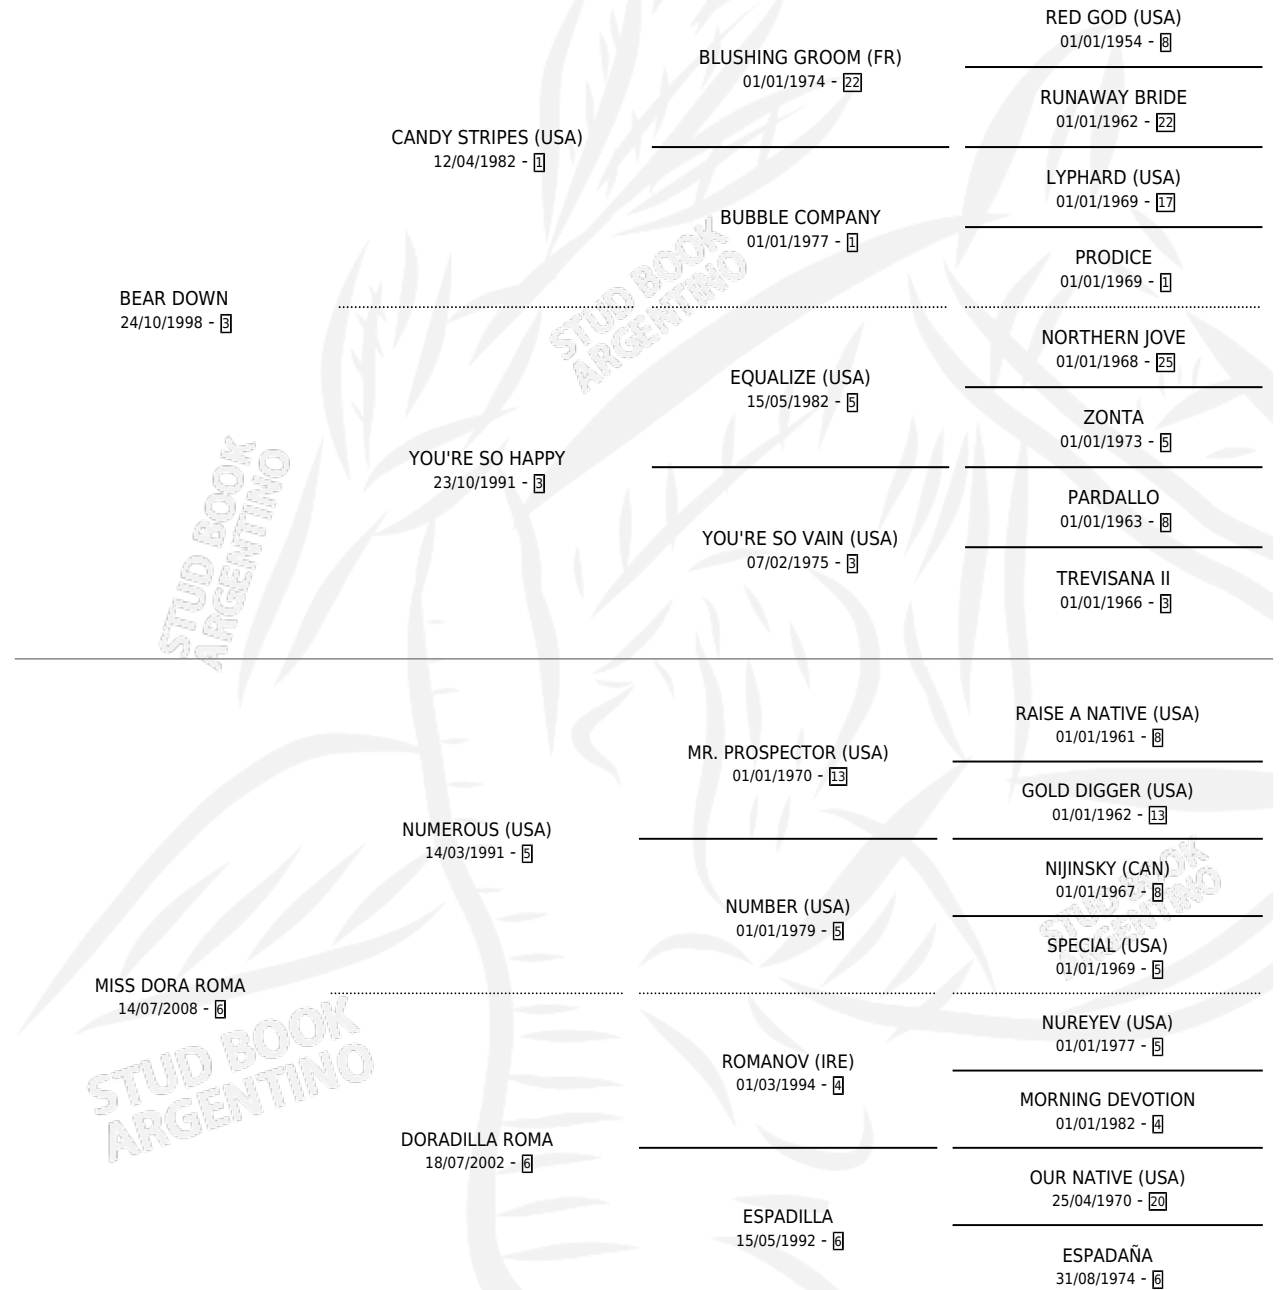 RED GOD (USA)
01/01/1954 - 8
BLUSHING GROOM (FR)
01/01/1974 - 22
RUNAWAY BRIDE
01/01/1962 - 22
CANDY STRIPES (USA)
12/04/1982 - 1
LYPHARD (USA)
01/01/1969 - 17
BUBBLE COMPANY
01/01/1977 - 1
PRODICE
01/01/1969 - 1
BEAR DOWN
24/10/1998 - 3
NORTHERN JOVE
01/01/1968 - 25
EQUALIZE (USA)
15/05/1982 - 5
ZONTA
01/01/1973 - 5
YOU'RE SO HAPPY
23/10/1991 - 3
PARDALLO
01/01/1963 - 8
YOU'RE SO VAIN (USA)
07/02/1975 - 3
TREVISANA II
01/01/1966 - 3
STUD BOOK
ARGENTINO
STUD BOOK
ARGENTINO
RAISE A NATIVE (USA)
01/01/1961 - 8
MR. PROSPECTOR (USA)
01/01/1970 - 13
GOLD DIGGER (USA)
01/01/1962 - 13
NUMEROUS (USA)
14/03/1991 - 5
NIJINSKY (CAN)
01/01/1967 - 8
NUMBER (USA)
01/01/1979 - 5
SPECIAL (USA)
01/01/1969 - 5
MISS DORA ROMA
14/07/2008 - 6
NUREYEV (USA)
01/01/1977 - 5
ROMANOV (IRE)
01/03/1994 - 4
MORNING DEVOTION
01/01/1982 - 4
DORADILLA ROMA
18/07/2002 - 6
OUR NATIVE (USA)
25/04/1970 - 20
ESPADILLA
15/05/1992 - 6
ESPADAÑA
31/08/1974 - 6
STUD BOOK
ARGENTINO
STUD BOOK
ARGENTINO